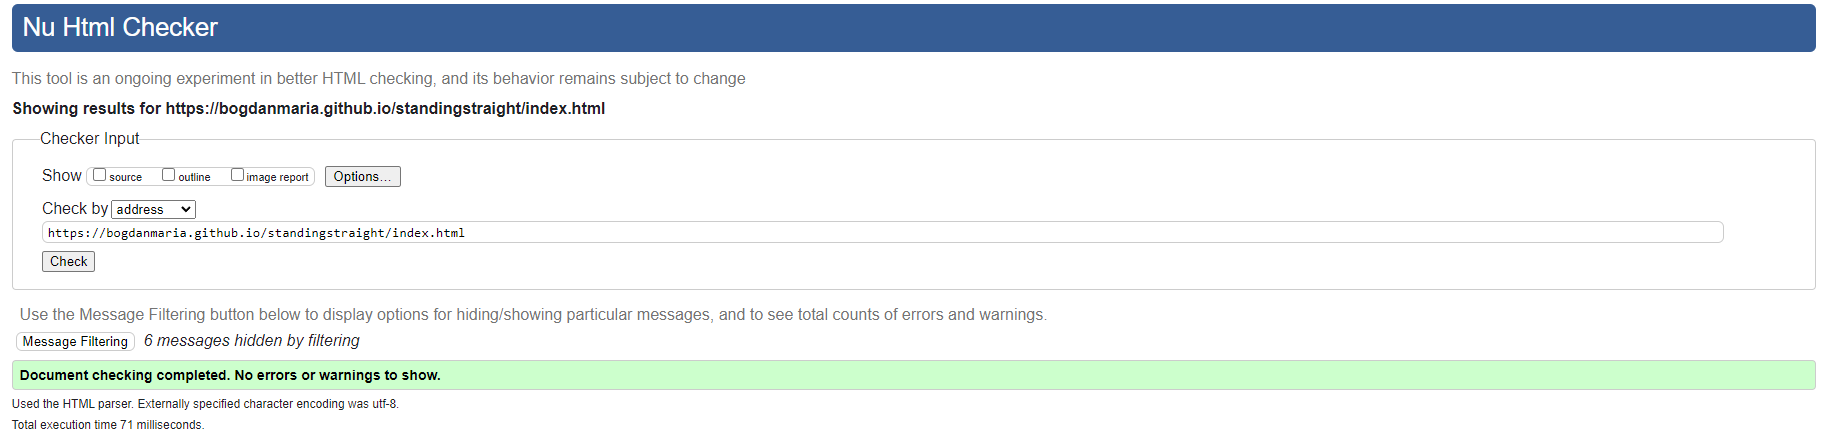 Nu Html Checker
This tool is an ongoing experiment in better HTML checking, and its behavior remains subject to change
Showing results for https://bogdanmaria.github.io/standingstraight/index.html
Checker Input
Show source outline image report Options...
Check by address
https://bogdanmaria.github.io/standingstraight/index.html
Check
Use the Message Filtering button below to display options for hiding/showing particular messages, and to see total counts of errors and warnings.
Message Filtering 6 messages hidden by filtering
Document checking completed. No errors or warnings to show.
Used the HTML parser. Externally specified character encoding was utf-8.
Total execution time 71 milliseconds.